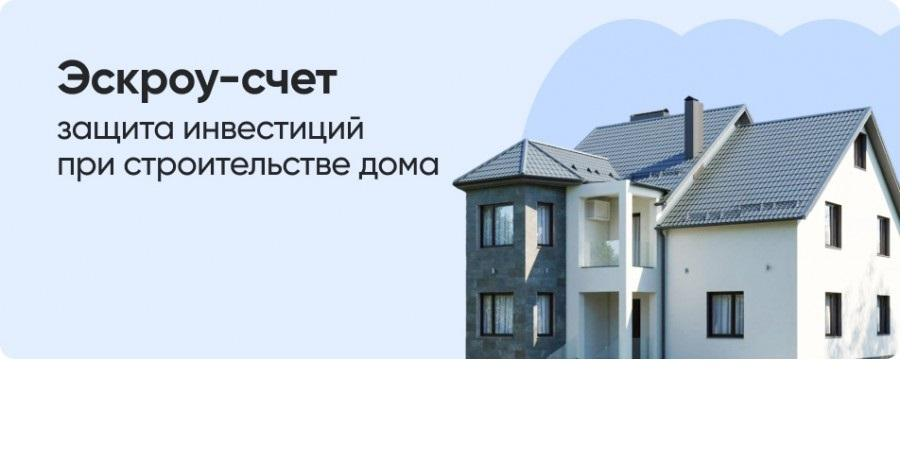 Эскроу-счет
защита инвестиций
при строительстве дома